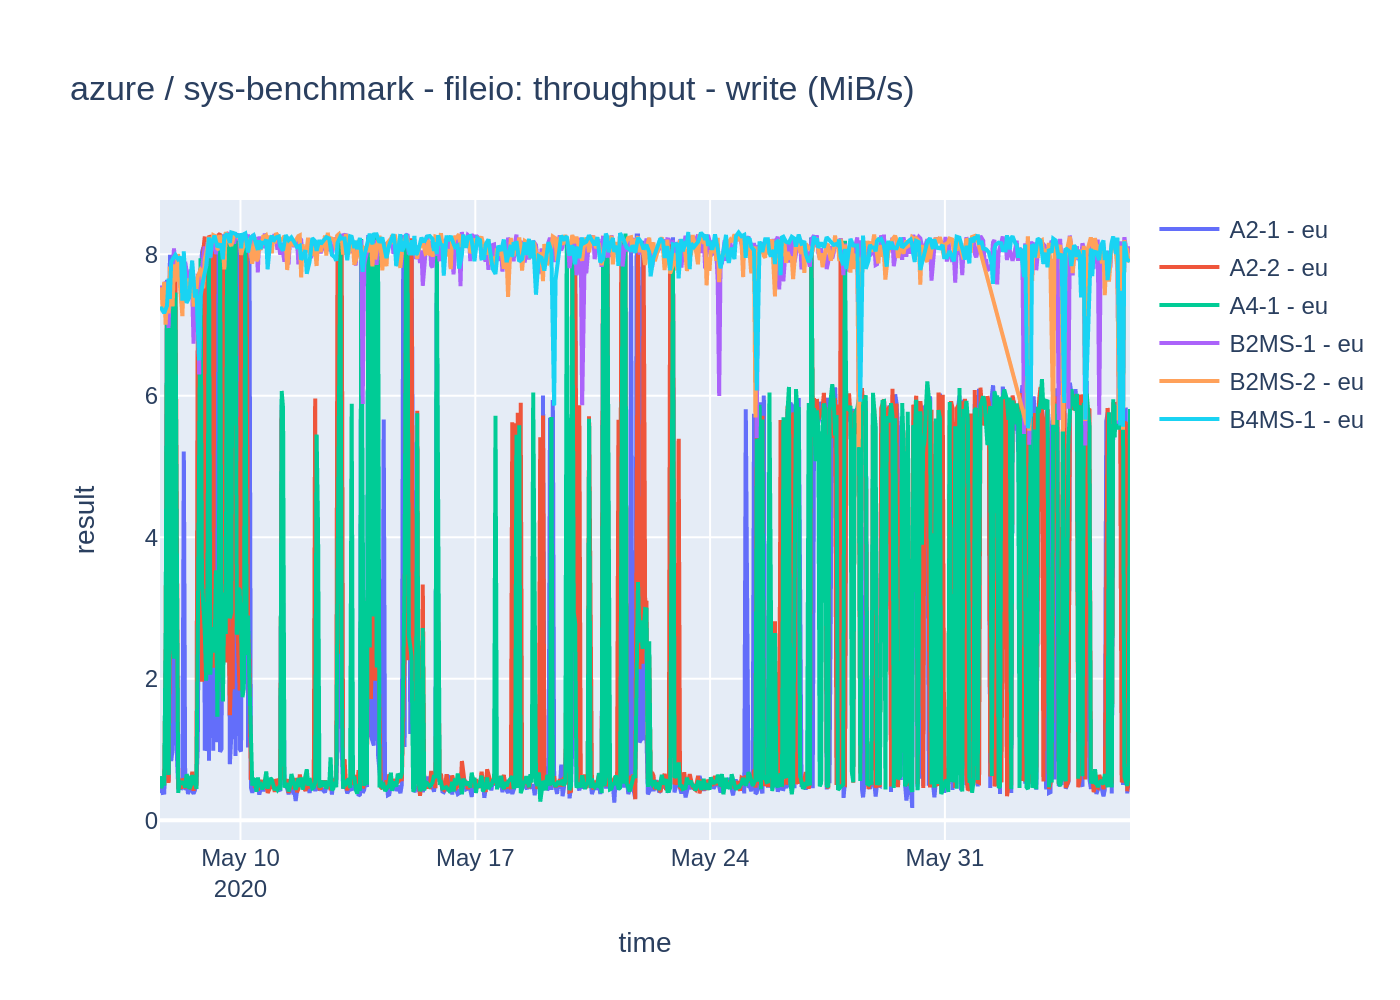 azure / sys-benchmark - fileio: throughput - write (MiB/s)
8
6
4
2
0
result
May 10
2020
May 17
May 24
May 31
time
A2-1 - eu
A2-2 - eu
A4-1 - eu
B2MS-1 - eu
B2MS-2 - eu
B4MS-1 - eu